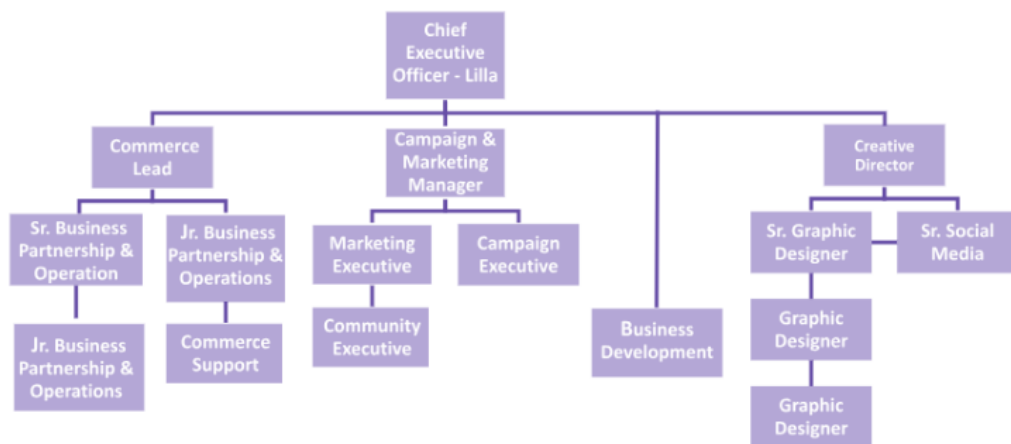 Chief
Executive
Officer - Lilla
Commerce
Lead
Campaign &
Marketing
Manager
Creative
Director
Sr. Business
Partnership &
Operation
Jr. Business
Partnership &
Operations
Marketing
Executive
Campaign
Executive
Sr. Graphic
Designer
Sr. Social
Media
Jr. Business
Partnership &
Operations
Commerce
Support
Community
Executive
Business
Development
Graphic
Designer
Graphic
Designer